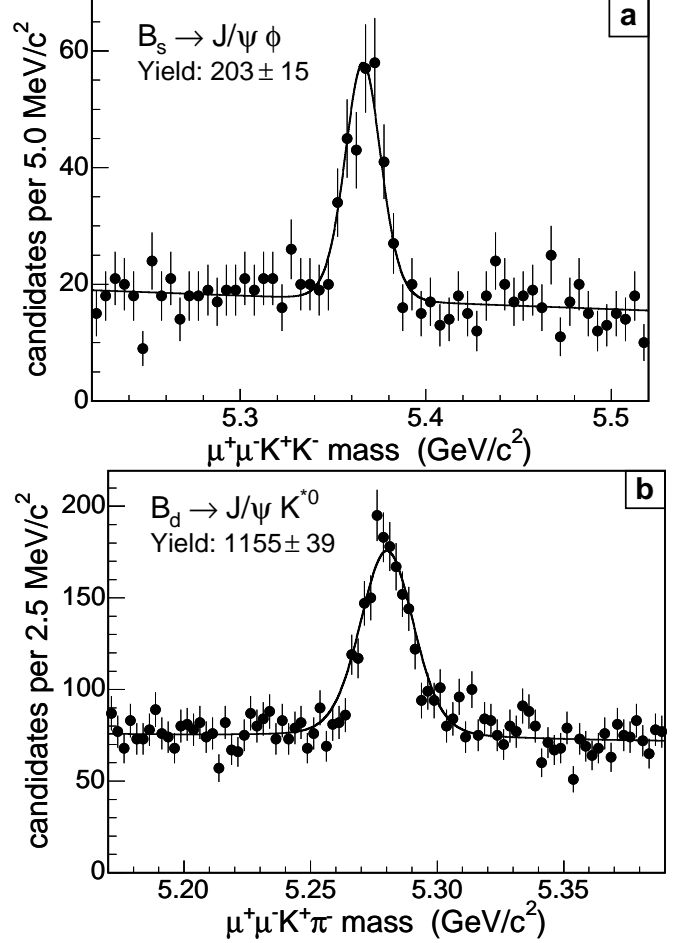 a
B_s → J/ψ φ
Yield: 203 ± 15
candidates per 5.0 MeV/c²
60
40
20
0
5.3 5.4 5.5
μ⁺μ⁻K⁺K⁻ mass (GeV/c²)
b
B_d → J/ψ K*⁰
Yield: 1155 ± 39
candidates per 2.5 MeV/c²
200
150
100
50
0
5.20 5.25 5.30 5.35
μ⁺μ⁻K⁺π⁻ mass (GeV/c²)